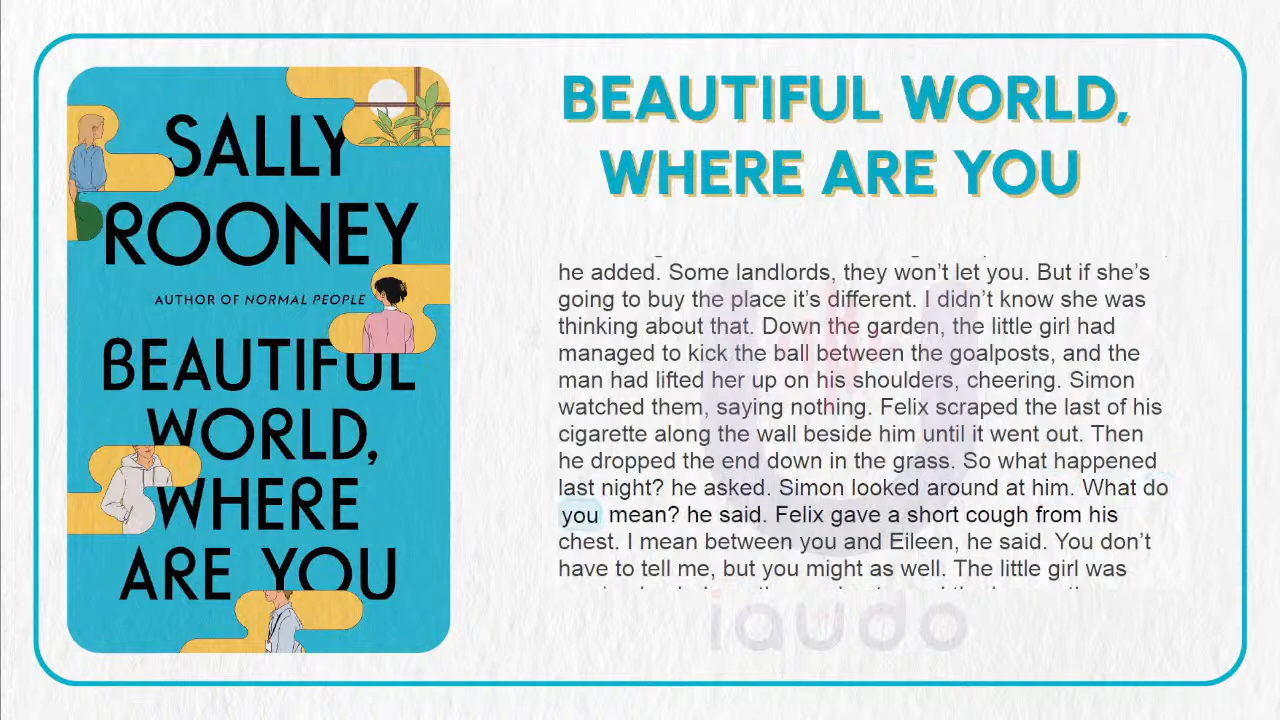 SALLY
ROONEY
AUTHOR OF NORMAL PEOPLE
BEAUTIFUL
WORLD,
WHERE
ARE YOU
BEAUTIFUL WORLD,
WHERE ARE YOU
he added. Some landlords, they won't let you. But if she's
going to buy the place it's different. I didn't know she was
thinking about that. Down the garden, the little girl had
managed to kick the ball between the goalposts, and the
man had lifted her up on his shoulders, cheering. Simon
watched them, saying nothing. Felix scraped the last of his
cigarette along the wall beside him until it went out. Then
he dropped the end down in the grass. So what happened
last night? he asked. Simon looked around at him. What do
you mean? he said. Felix gave a short cough from his
chest. I mean between you and Eileen, he said. You don't
have to tell me, but you might as well. The little girl was
iaudo